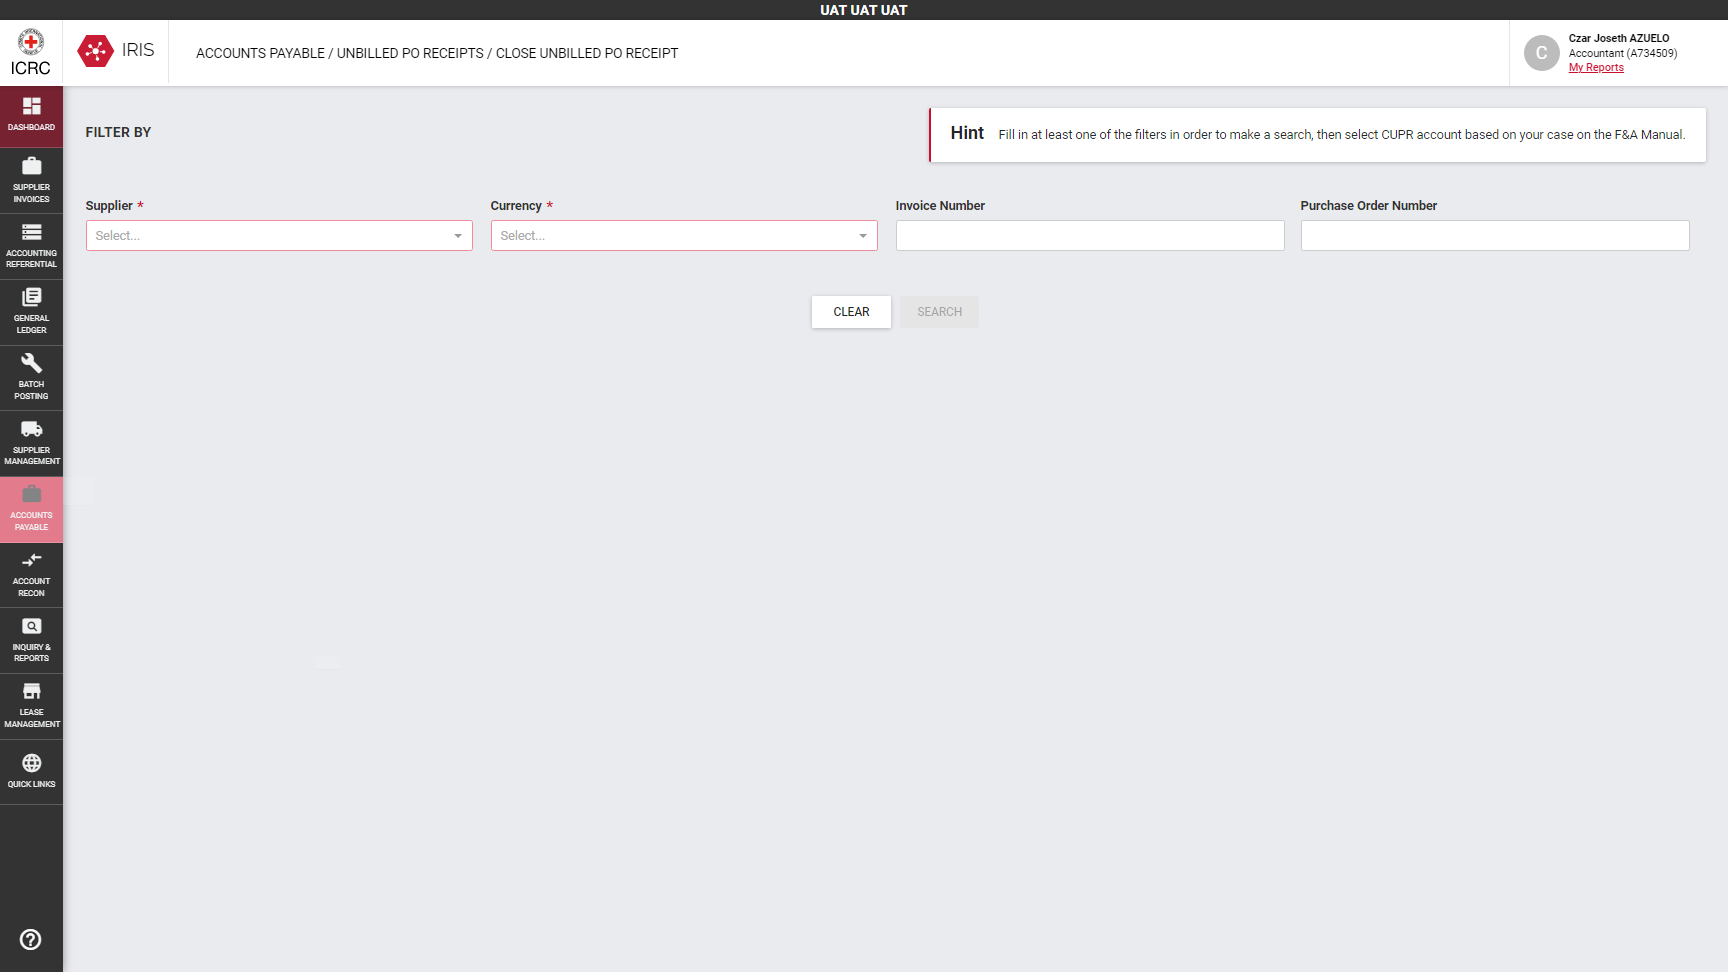 UAT UAT UAT
ICRC
IRIS
ACCOUNTS PAYABLE / UNBILLED PO RECEIPTS / CLOSE UNBILLED PO RECEIPT
C
Czar Joseth AZUELO
Accountant (A734509)
My Reports
DASHBOARD
SUPPLIER
INVOICES
ACCOUNTING
REFERENTIAL
GENERAL
LEDGER
BATCH
POSTING
SUPPLIER
MANAGEMENT
ACCOUNTS
PAYABLE
ACCOUNT
RECON
INQUIRY &
REPORTS
LEASE
MANAGEMENT
QUICK LINKS
FILTER BY
Hint Fill in at least one of the filters in order to make a search, then select CUPR account based on your case on the F&A Manual.
Supplier *
Select...
Currency *
Select...
Invoice Number
Purchase Order Number
CLEAR
SEARCH